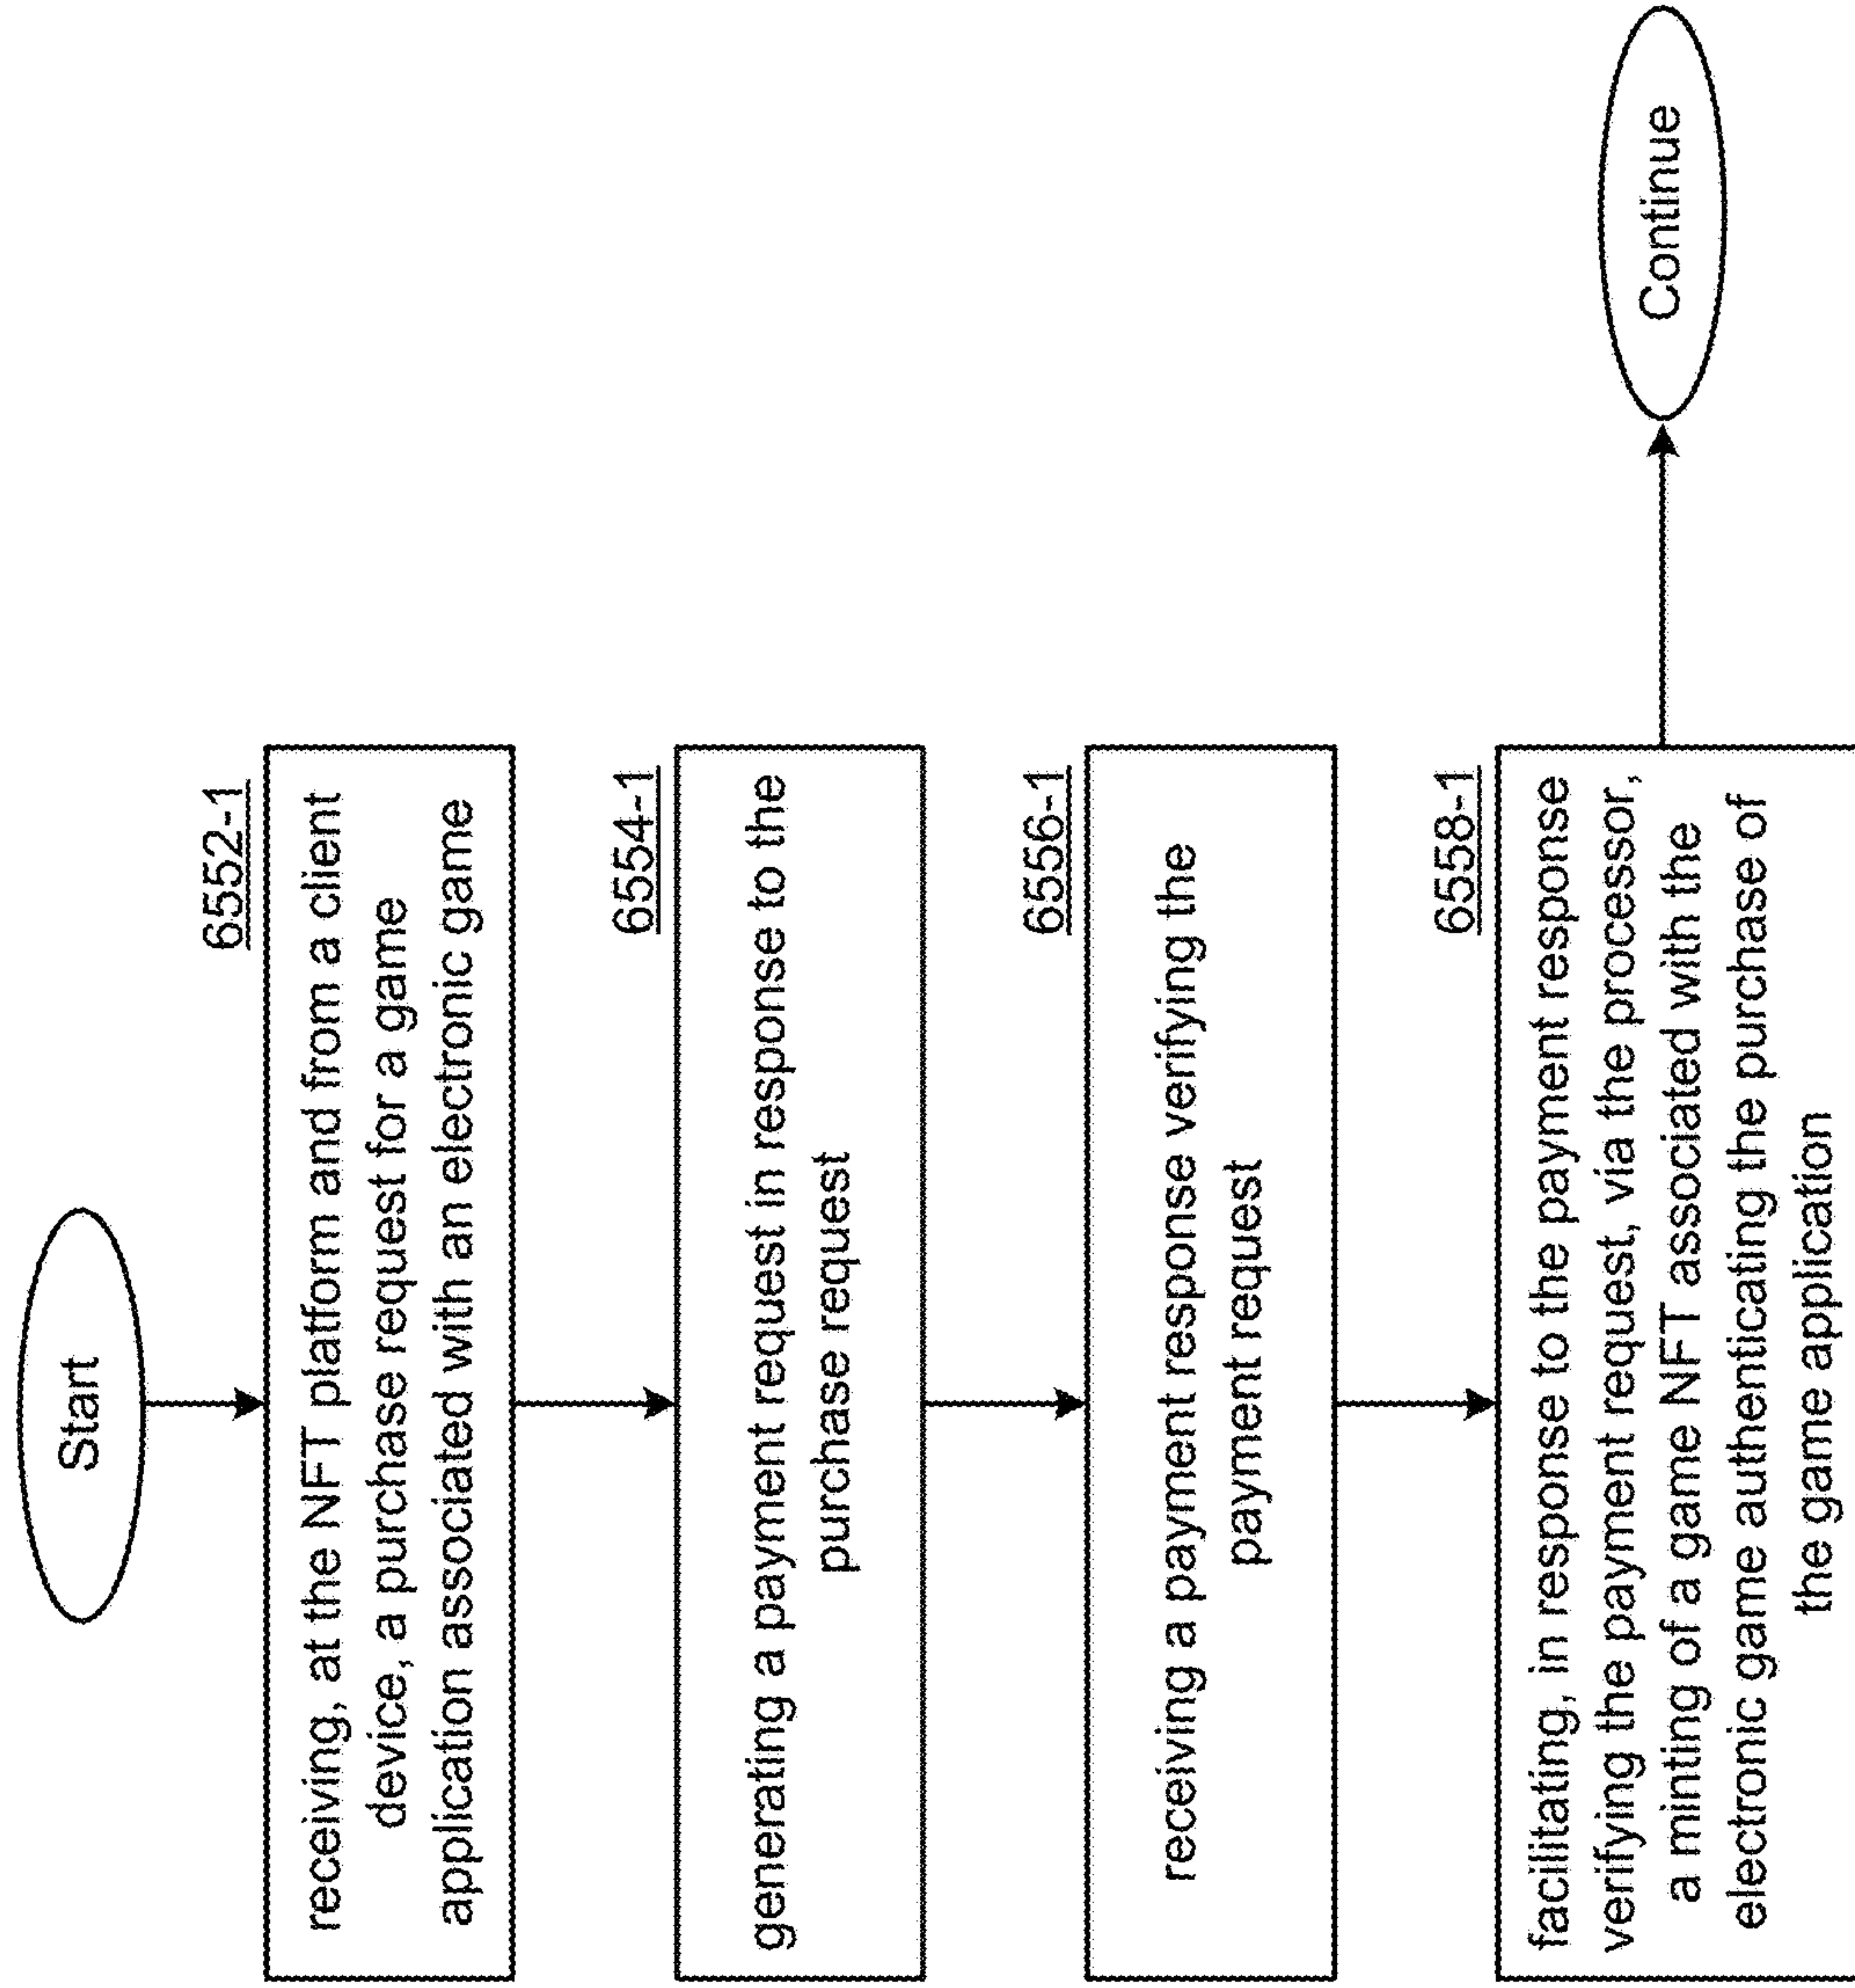 Start
6552-1
receiving, at the NFT platform and from a client
device, a purchase request for a game
application associated with an electronic game
6554-1
generating a payment request in response to the
purchase request
6556-1
receiving a payment response verifying the
payment request
6558-1
facilitating, in response to the payment response
verifying the payment request, via the processor,
a minting of a game NFT associated with the
electronic game authenticating the purchase of
the game application
Continue